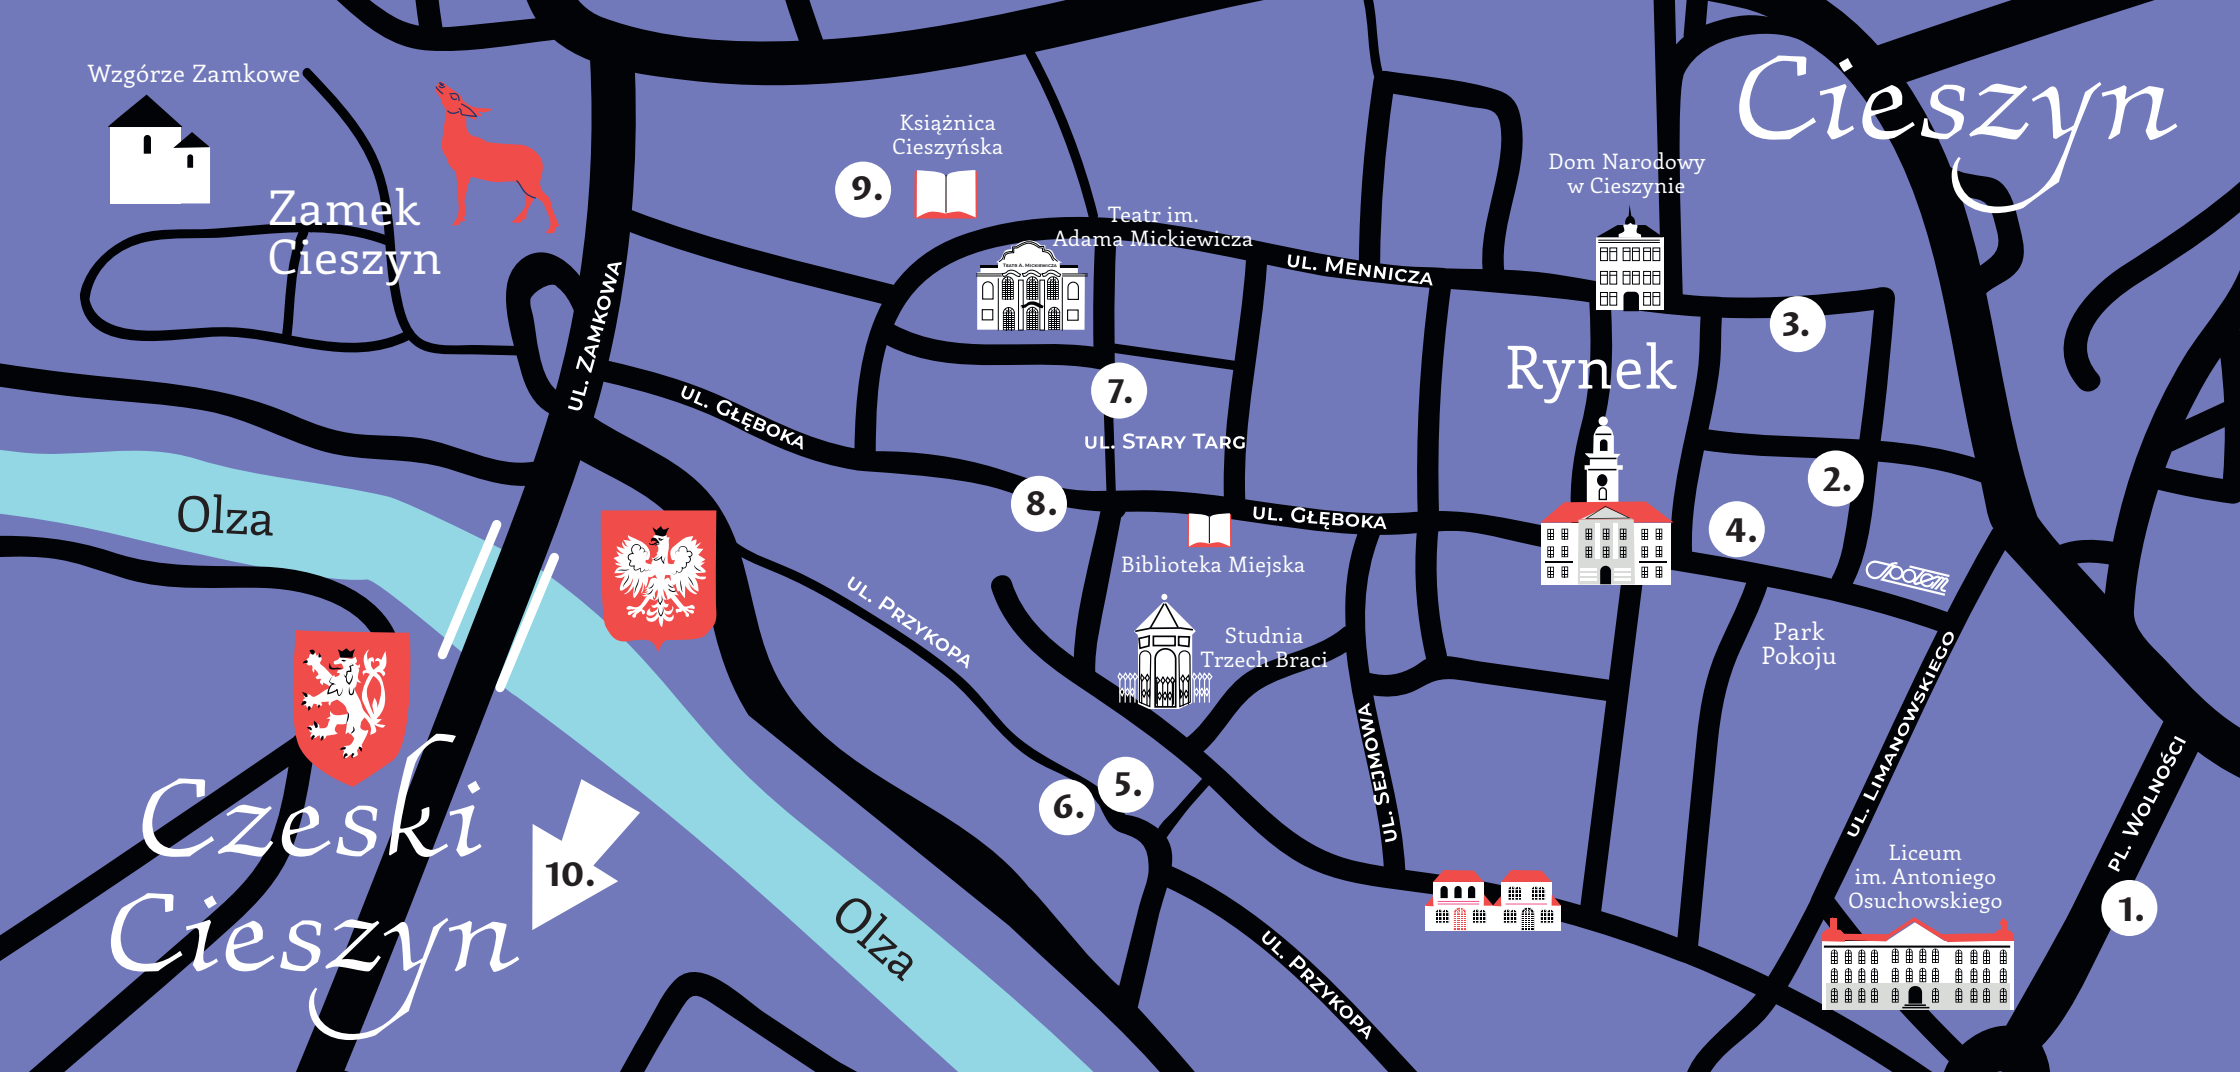 Wzgórze Zamkowe
Zamek
Cieszyn
Książnica
Cieszyńska
9.
Teatr im.
Adama Mickiewicza
TEATR A. MICKIEWICZA
Dom Narodowy
w Cieszynie
Cieszyn
UL. ZAMKOWA
UL. MENNICZA
3.
Rynek
7.
UL. GŁĘBOKA
UL. STARY TARG
2.
8.
UL. GŁĘBOKA
4.
Olza
Biblioteka Miejska
Społem
UL. PRZYKOPA
Studnia
Trzech Braci
Park
Pokoju
UL. SEJMOWA
UL. LIMANOWSKIEGO
PL. WOLNOŚCI
5.
6.
Czeski
Cieszyn
10.
Olza
Liceum
im. Antoniego
Osuchowskiego
1.
UL. PRZYKOPA